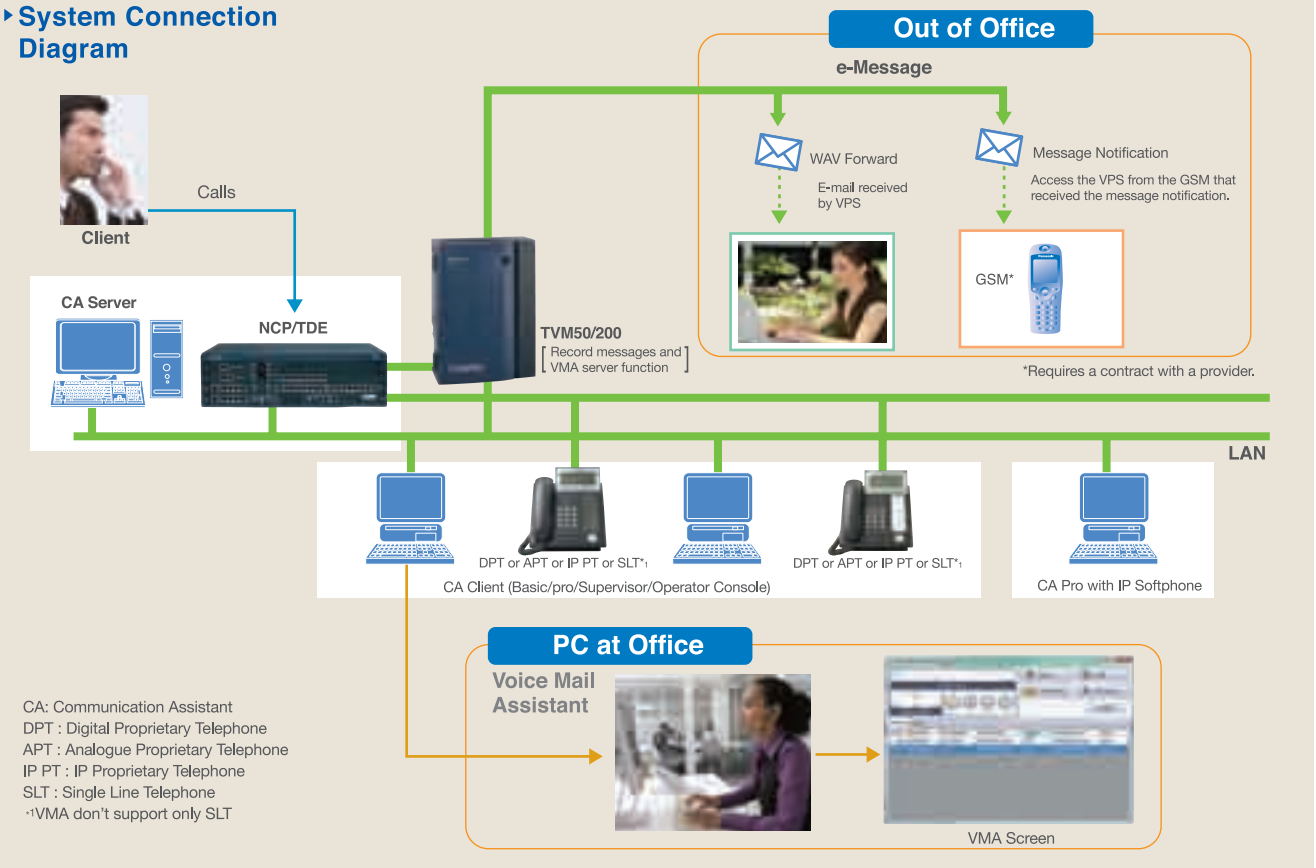 System Connection
Diagram
Out of Office
e-Message
WAV Forward
E-mail received
by VPS
Message Notification
Access the VPS from the GSM that
received the message notification.
GSM*
*Requires a contract with a provider.
Calls
Client
CA Server
NCP/TDE
TVM50/200
[ Record messages and
VMA server function ]
LAN
DPT or APT or IP PT or SLT*1
DPT or APT or IP PT or SLT*1
CA Client (Basic/pro/Supervisor/Operator Console)
CA Pro with IP Softphone
PC at Office
Voice Mail
Assistant
VMA Screen
CA: Communication Assistant
DPT : Digital Proprietary Telephone
APT : Analogue Proprietary Telephone
IP PT : IP Proprietary Telephone
SLT : Single Line Telephone
*1VMA don't support only SLT